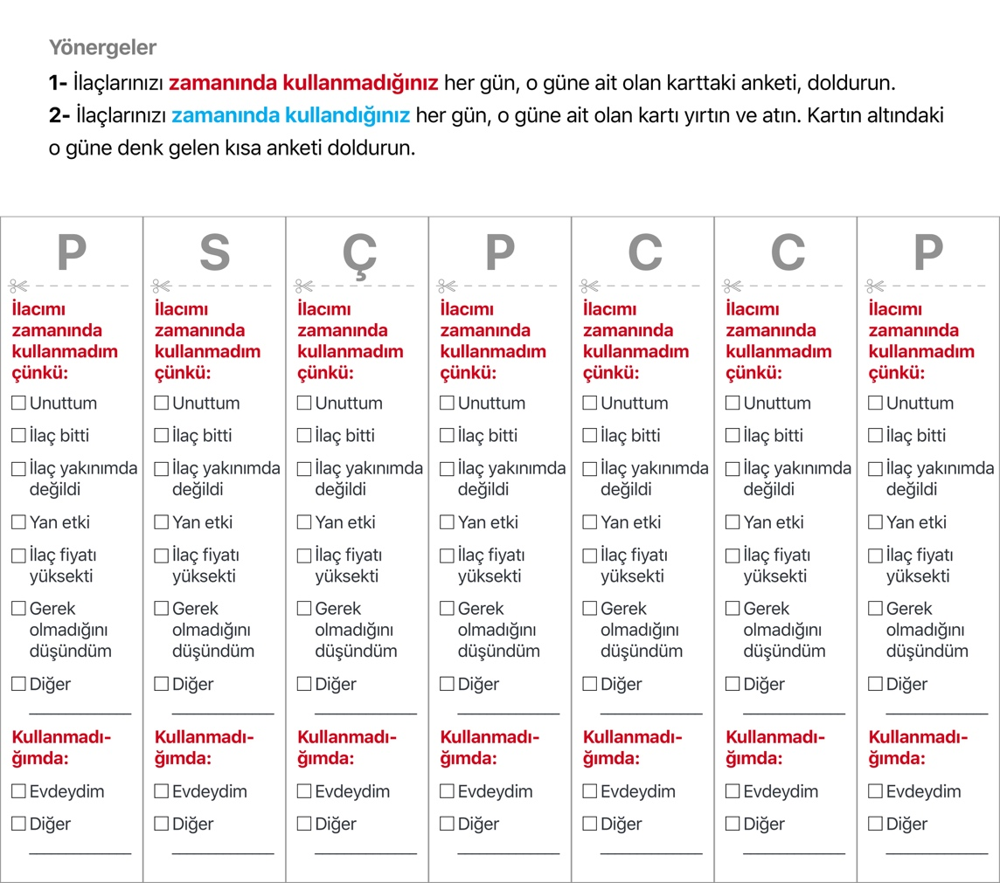 Yönergeler
1- İlaçlarınızı zamanında kullanmadığınız her gün, o güne ait olan karttaki anketi, doldurun.
2- İlaçlarınızı zamanında kullandığınız her gün, o güne ait olan kartı yırtın ve atın. Kartın altındaki
o güne denk gelen kısa anketi doldurun.
P
İlacımı
zamanında
kullanmadım
çünkü:
Unuttum
İlaç bitti
İlaç yakınımda
değildi
Yan etki
İlaç fiyatı
yüksekti
Gerek
olmadığını
düşündüm
Diğer
Kullanmadı-
ğımda:
Evdeydim
Diğer
S
İlacımı
zamanında
kullanmadım
çünkü:
Unuttum
İlaç bitti
İlaç yakınımda
değildi
Yan etki
İlaç fiyatı
yüksekti
Gerek
olmadığını
düşündüm
Diğer
Kullanmadı-
ğımda:
Evdeydim
Diğer
Ç
İlacımı
zamanında
kullanmadım
çünkü:
Unuttum
İlaç bitti
İlaç yakınımda
değildi
Yan etki
İlaç fiyatı
yüksekti
Gerek
olmadığını
düşündüm
Diğer
Kullanmadı-
ğımda:
Evdeydim
Diğer
P
İlacımı
zamanında
kullanmadım
çünkü:
Unuttum
İlaç bitti
İlaç yakınımda
değildi
Yan etki
İlaç fiyatı
yüksekti
Gerek
olmadığını
düşündüm
Diğer
Kullanmadı-
ğımda:
Evdeydim
Diğer
C
İlacımı
zamanında
kullanmadım
çünkü:
Unuttum
İlaç bitti
İlaç yakınımda
değildi
Yan etki
İlaç fiyatı
yüksekti
Gerek
olmadığını
düşündüm
Diğer
Kullanmadı-
ğımda:
Evdeydim
Diğer
C
İlacımı
zamanında
kullanmadım
çünkü:
Unuttum
İlaç bitti
İlaç yakınımda
değildi
Yan etki
İlaç fiyatı
yüksekti
Gerek
olmadığını
düşündüm
Diğer
Kullanmadı-
ğımda:
Evdeydim
Diğer
P
İlacımı
zamanında
kullanmadım
çünkü:
Unuttum
İlaç bitti
İlaç yakınımda
değildi
Yan etki
İlaç fiyatı
yüksekti
Gerek
olmadığını
düşündüm
Diğer
Kullanmadı-
ğımda:
Evdeydim
Diğer